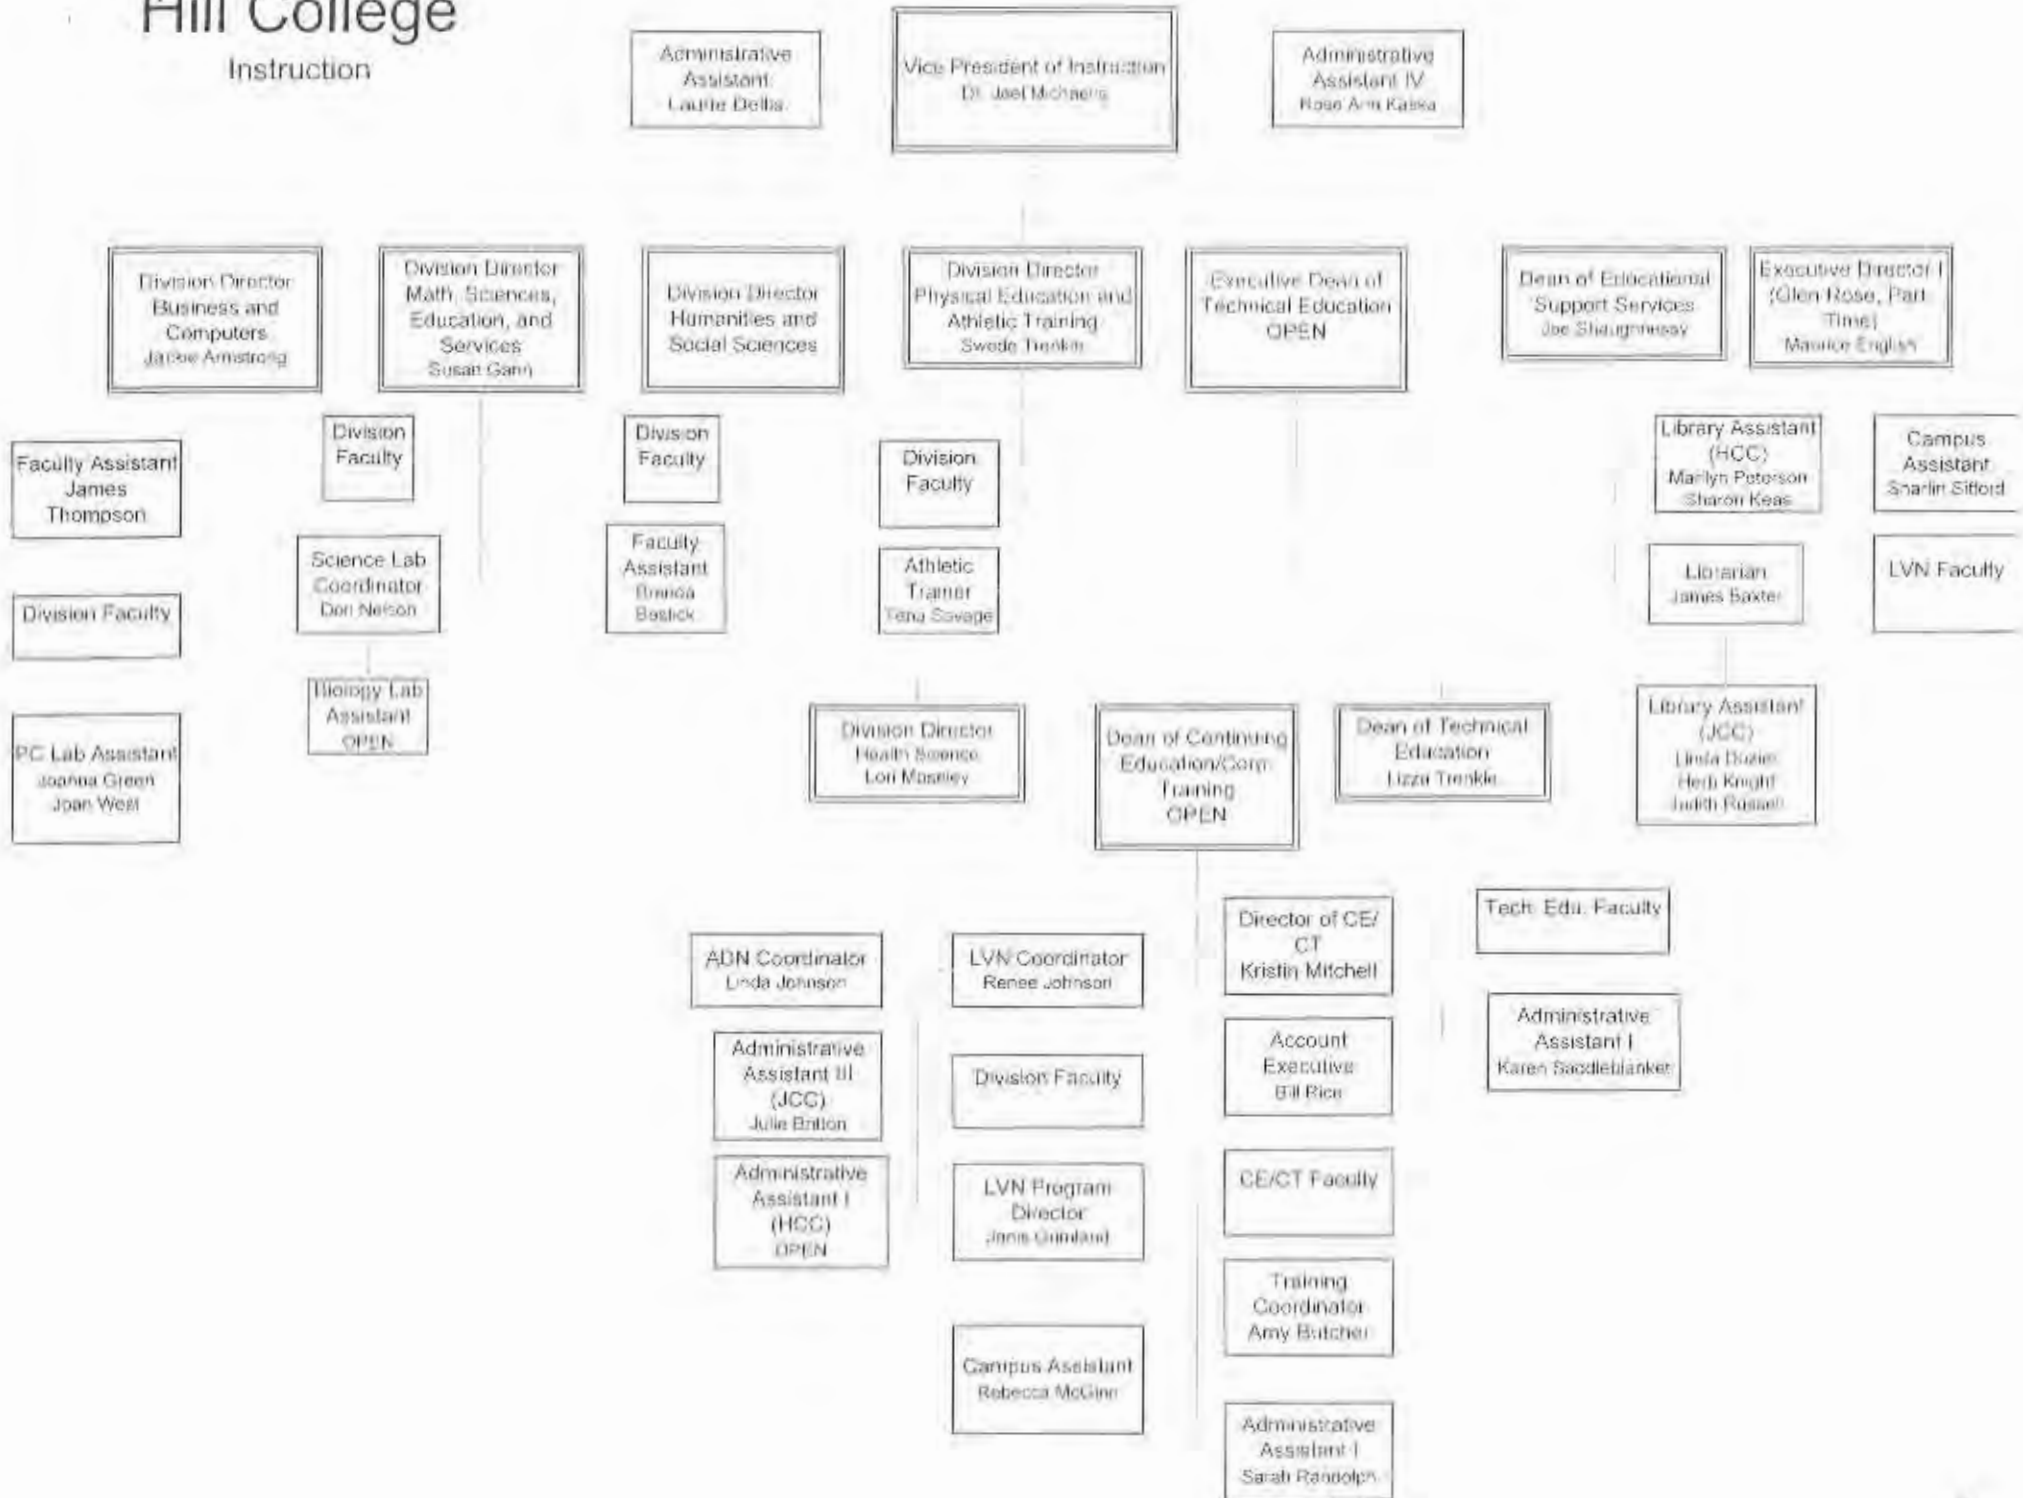 Hill College
Instruction
Administrative
Assistant
Laurie
Vice President of Instruction
Dr. Joel Michaelis
Administrative
Assistant IV
Rose Ann Kaska
Division Director
Business and
Computers
Armstrong
Division Director
Math, Sciences,
Education, and
Services
Susan Gann
Division Director
Humanities and
Social Sciences
Division Director
Physical Education and
Athletic Training
Swede Trenkle
Executive Dean of
Technical Education
OPEN
Dean of Educational
Support Services
Joe Shaughnessy
Executive Director I
(Glen Rose, Part
Time)
Maurice English
Faculty Assistant
James
Thompson
Division Faculty
PC Lab Assistant
Joanna Green
Joan West
Division
Faculty
Science Lab
Coordinator
Don Nelson
Biology Lab
Assistant
OPEN
Division
Faculty
Faculty
Assistant
Brenda
Division
Faculty
Athletic
Trainer
Tena Savage
Library Assistant
(HCC)
Marilyn Peterson
Sharon Keas
Librarian
James Baxter
Library Assistant
(JCC)
Linda Dozier
Herb Knight
Judith Russell
Campus
Assistant
Sharlin Sifford
LVN Faculty
Division Director
Health Science
Lori Moseley
Dean of Continuing
Education/Corp.
Training
OPEN
Dean of Technical
Education
Lizza Trenkle
ADN Coordinator
Linda Johnson
Administrative
Assistant III
(JCC)
Julie Britton
Administrative
Assistant I
(HCC)
OPEN
LVN Coordinator
Renee Johnson
Division Faculty
LVN Program
Director
Campus Assistant
Rebecca McGinn
Director of CE/
CT
Kristin Mitchell
Account
Executive
Bill Rice
CE/CT Faculty
Training
Coordinator
Amy Butcher
Administrative
Assistant I
Sarah Randolph
Tech. Edu. Faculty
Administrative
Assistant I
Karen Saddleblanket